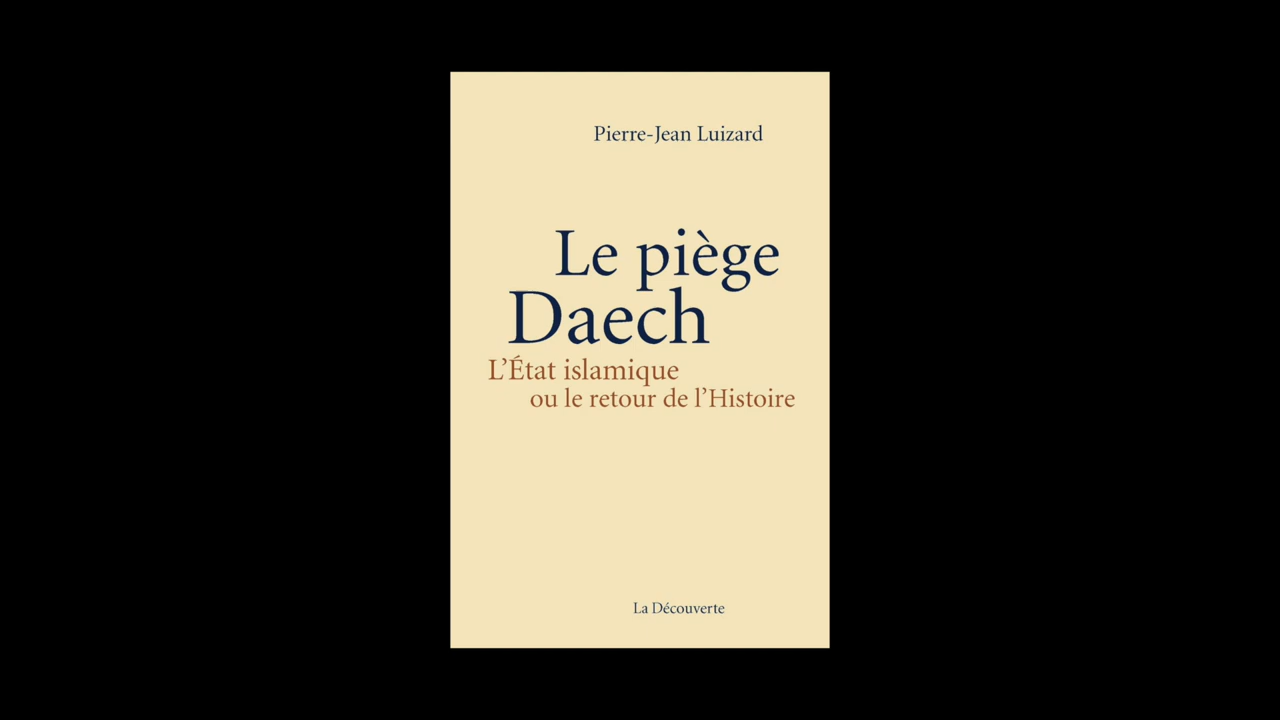 Pierre-Jean Luizard
Le piège
Daech
L’État islamique
ou le retour de l’Histoire
La Découverte